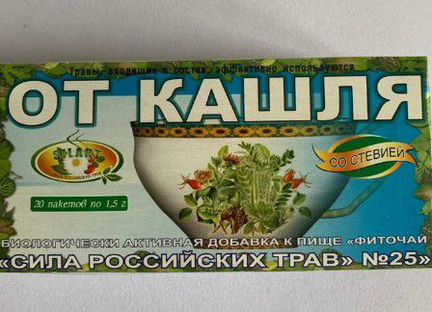 Травы, входящие в состав, эффективно используются
ОТ КАШЛЯ
СО СТЕВИЕЙ
20 пакетов по 1,5 г
БИОЛОГИЧЕСКИ АКТИВНАЯ ДОБАВКА К ПИЩЕ «ФИТОЧАЙ
«СИЛА РОССИЙСКИХ ТРАВ» №25»